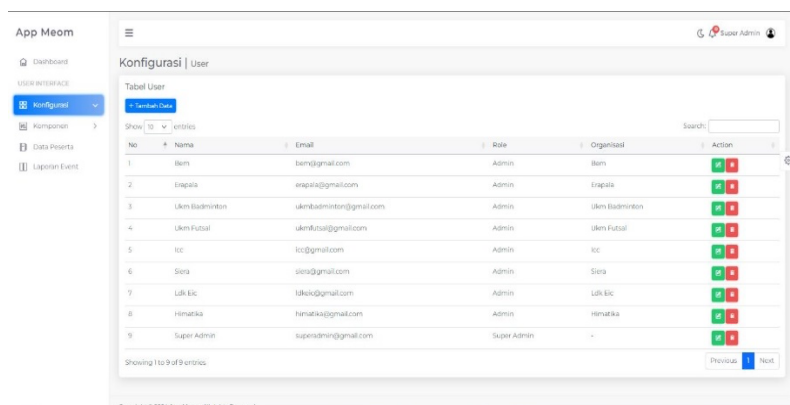 App Meom
Super Admin
Dashboard
USER INTERFACE
Konfigurasi
Komponen
Data Peserta
Laporan Event
Konfigurasi | User
Tabel User
+ Tambah Data
Show 10 entries
Search:
No Nama Email Role Organisasi Action
1 Bem bem@gmail.com Admin Bem
2 Erapala erapala@gmail.com Admin Erapala
3 Ukm Badminton ukmbadminton@gmail.com Admin Ukm Badminton
4 Ukm Futsal ukmfutsal@gmail.com Admin Ukm Futsal
5 Icc icc@gmail.com Admin Icc
6 Siera siera@gmail.com Admin Siera
7 Ldk Eic ldkeic@gmail.com Admin Ldk Eic
8 Himatika himatika@gmail.com Admin Himatika
9 Super Admin superadmin@gmail.com Super Admin -
Showing 1 to 9 of 9 entries
Previous 1 Next